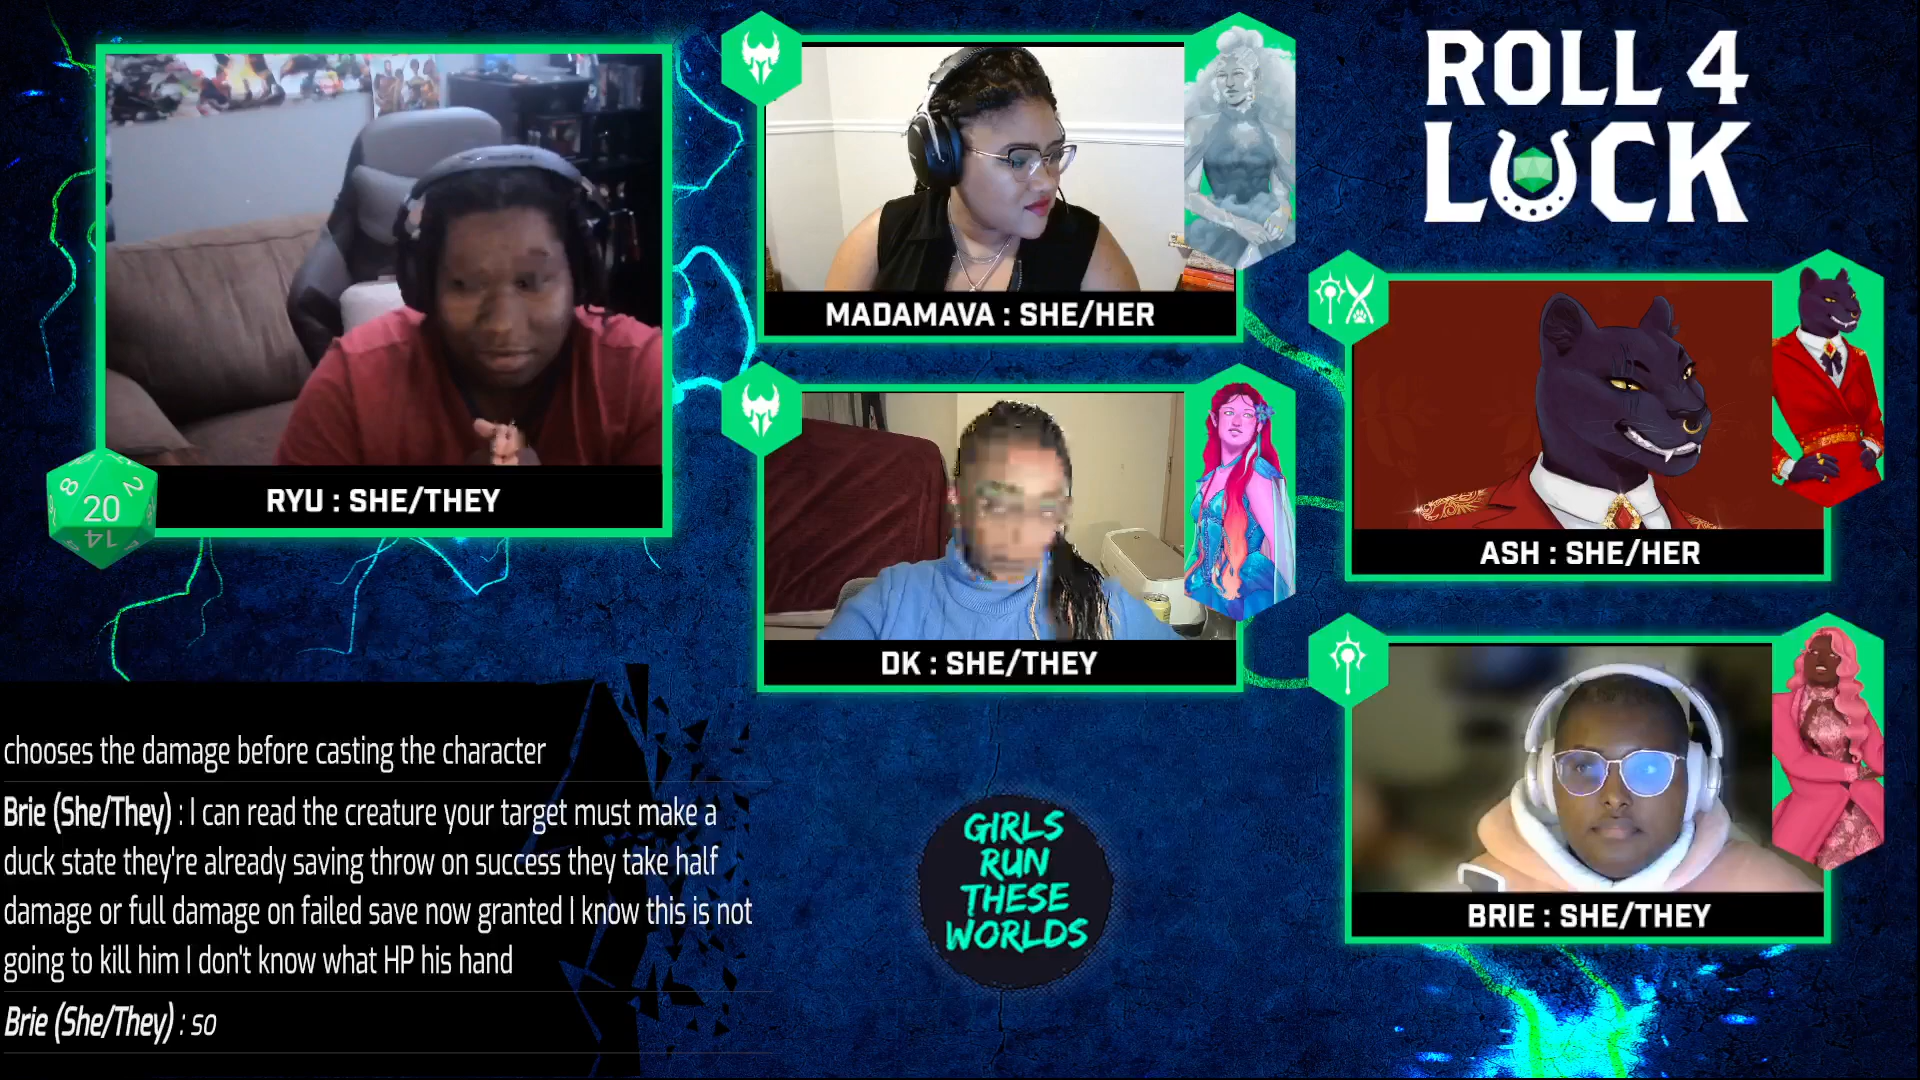 ROLL 4
LUCK
MADAMAVA : SHE/HER
RYU : SHE/THEY
20
8
2
14
ASH : SHE/HER
DK : SHE/THEY
BRIE : SHE/THEY
GIRLS
RUN
THESE
WORLDS
chooses the damage before casting the character
Brie (She/They) : I can read the creature your target must make a
duck state they're already saving throw on success they take half
damage or full damage on failed save now granted I know this is not
going to kill him I don't know what HP his hand
Brie (She/They) : so